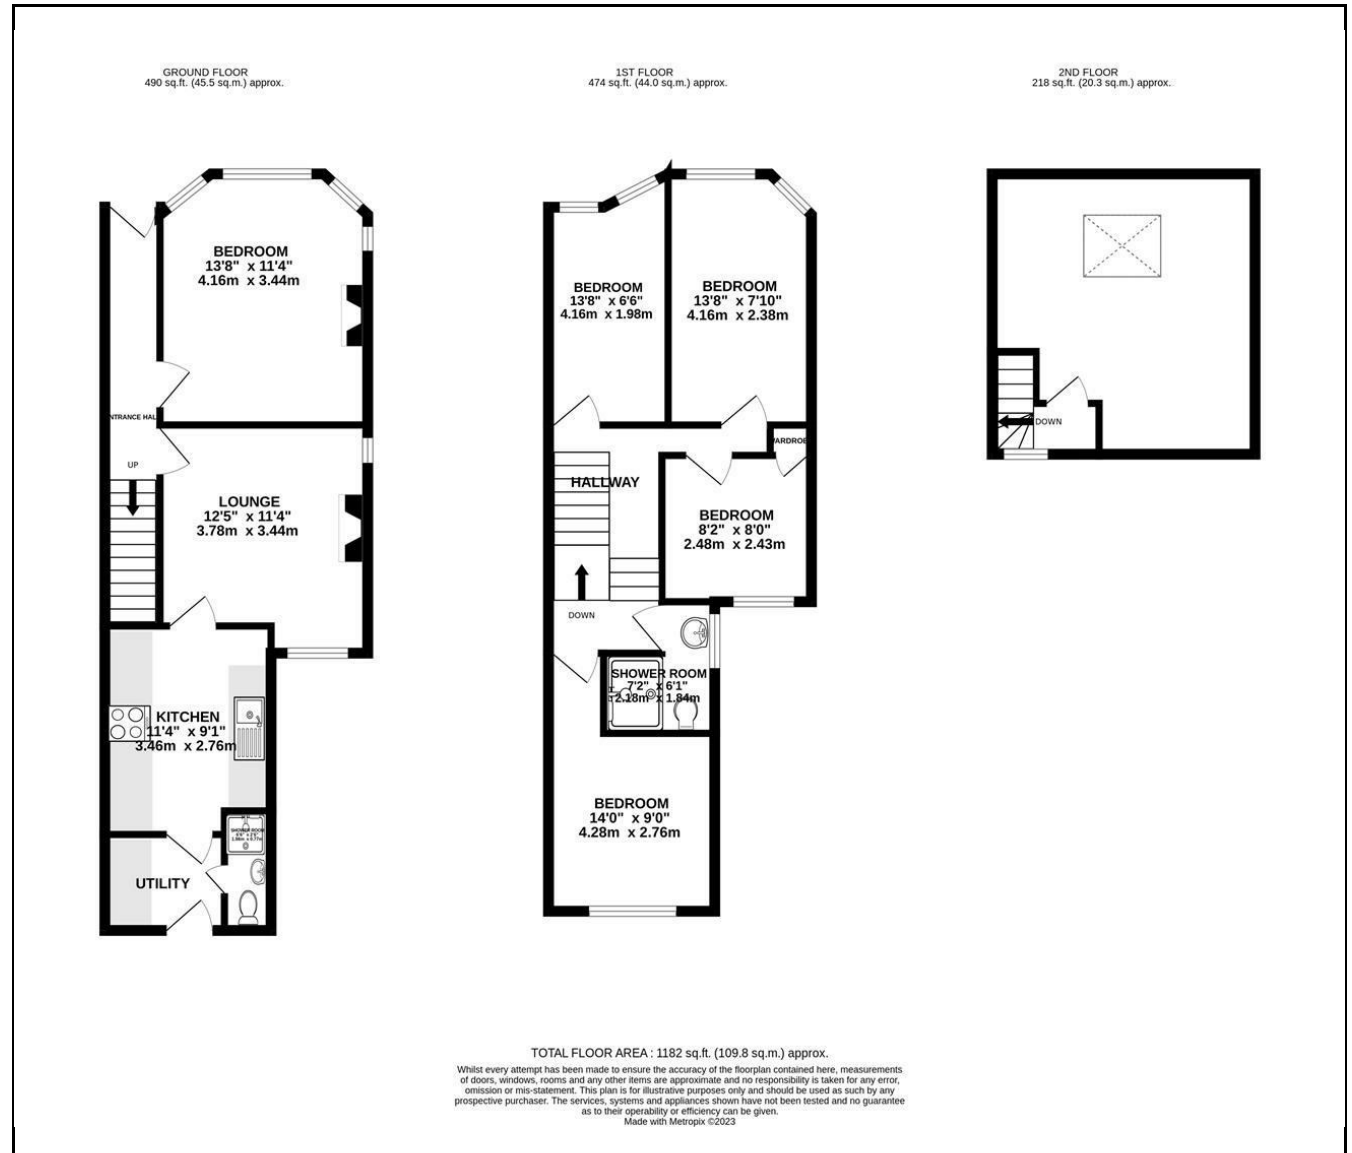 GROUND FLOOR
490 sq.ft. (45.5 sq.m.) approx.
1ST FLOOR
474 sq.ft. (44.0 sq.m.) approx.
2ND FLOOR
218 sq.ft. (20.3 sq.m.) approx.
BEDROOM
13'8" x 11'4"
4.16m x 3.44m
NTRANCE HAL
UP
LOUNGE
12'5" x 11'4"
3.78m x 3.44m
KITCHEN
11'4" x 9'1"
3.46m x 2.76m
SHOWER ROOM
UTILITY
BEDROOM
13'8" x 6'6"
4.16m x 1.98m
BEDROOM
13'8" x 7'10"
4.16m x 2.38m
ARDROB
HALLWAY
BEDROOM
8'2" x 8'0"
2.48m x 2.43m
DOWN
SHOWER ROOM
7'2" x 6'1"
2.18m x 1.84m
BEDROOM
14'0" x 9'0"
4.28m x 2.76m
DOWN
TOTAL FLOOR AREA : 1182 sq.ft. (109.8 sq.m.) approx.
Whilst every attempt has been made to ensure the accuracy of the floorplan contained here, measurements
of doors, windows, rooms and any other items are approximate and no responsibility is taken for any error,
omission or mis-statement. This plan is for illustrative purposes only and should be used as such by any
prospective purchaser. The services, systems and appliances shown have not been tested and no guarantee
as to their operability or efficiency can be given.
Made with Metropix ©2023